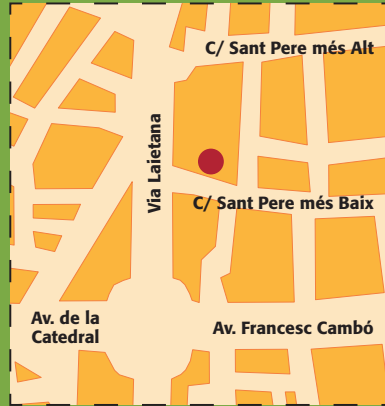 C/ Sant Pere més Alt
Via Laietana
C/ Sant Pere més Baix
Av. de la
Catedral
Av. Francesc Cambó